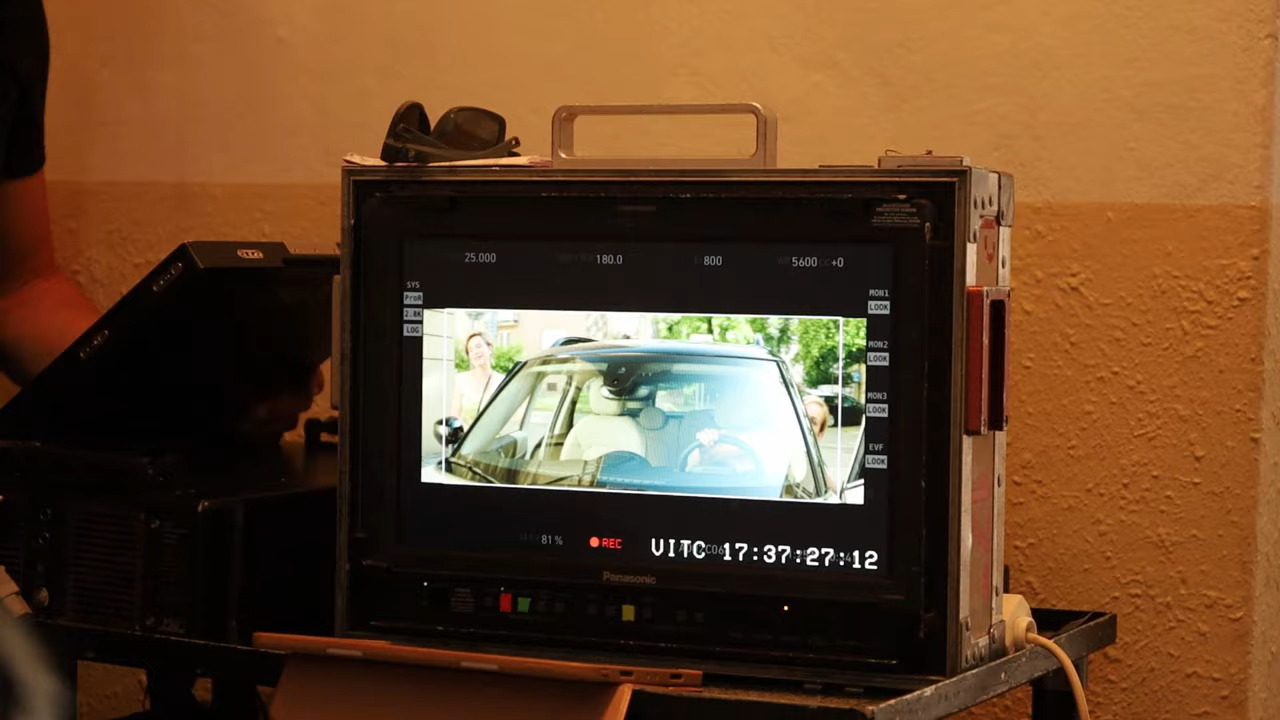 25.000 180.0 800 5600 +0
SYS
ProR
2.8K
LOG
MON1
LOOK
MON2
LOOK
MON3
LOOK
EVF
LOOK
81 % REC VITC 17:37:27:12
Panasonic